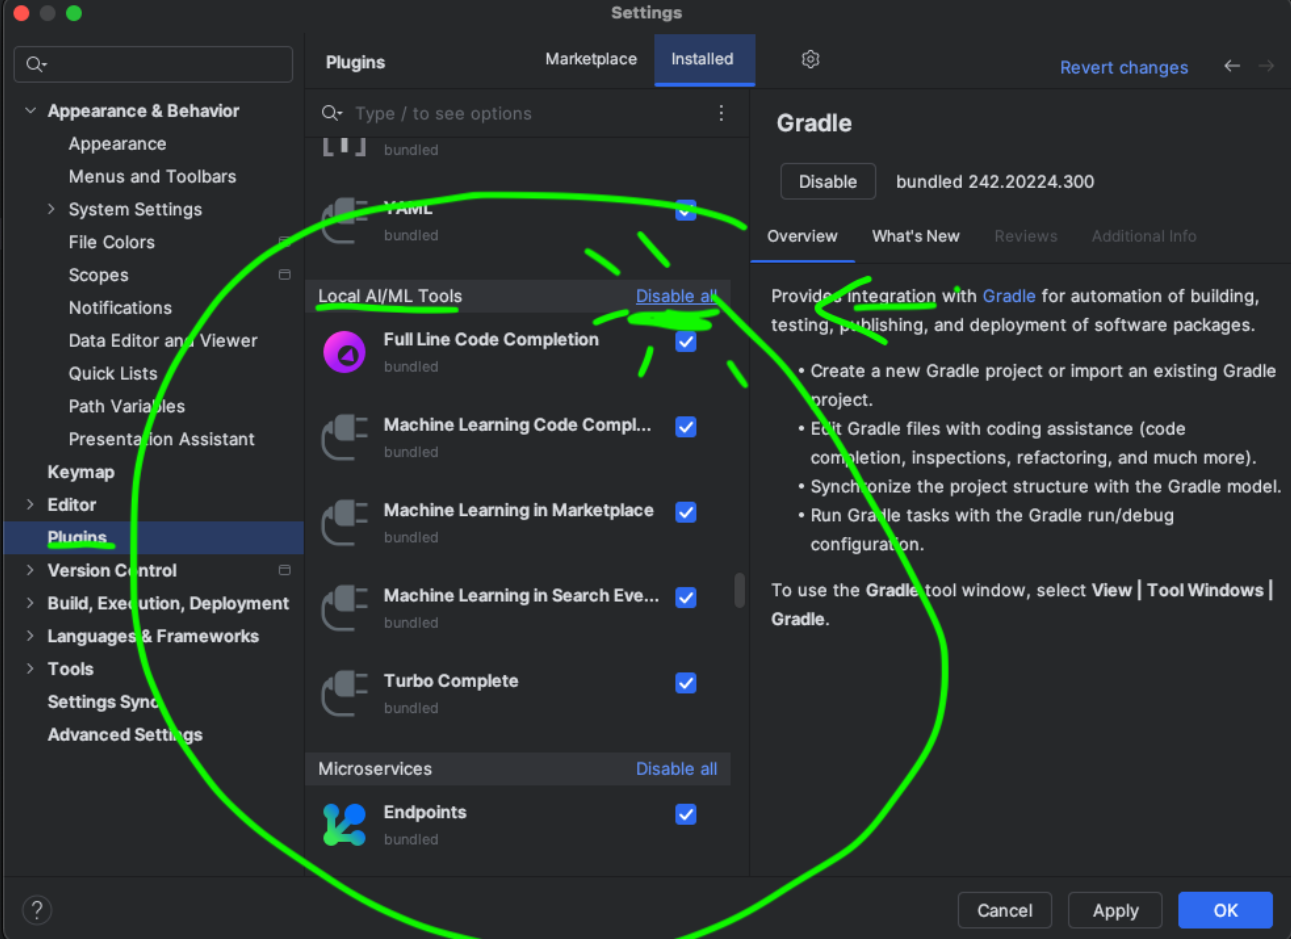 Settings
Appearance & Behavior
Appearance
Menus and Toolbars
System Settings
File Colors
Scopes
Notifications
Data Editor and Viewer
Quick Lists
Path Variables
Presentation Assistant
Keymap
Editor
Plugins
Version Control
Build, Execution, Deployment
Languages & Frameworks
Tools
Settings Sync
Advanced Settings
Plugins
Marketplace
Installed
Type / to see options
bundled
YAML
bundled
Local AI/ML Tools Disable all
Full Line Code Completion
bundled
Machine Learning Code Compl...
bundled
Machine Learning in Marketplace
bundled
Machine Learning in Search Eve...
bundled
Turbo Complete
bundled
Microservices Disable all
Endpoints
bundled
Revert changes
Gradle
Disable bundled 242.20224.300
Overview What's New Reviews Additional Info
Provides integration with Gradle for automation of building,
testing, publishing, and deployment of software packages.
• Create a new Gradle project or import an existing Gradle
project.
• Edit Gradle files with coding assistance (code
completion, inspections, refactoring, and much more).
• Synchronize the project structure with the Gradle model.
• Run Gradle tasks with the Gradle run/debug
configuration.
To use the Gradle tool window, select View | Tool Windows |
Gradle.
?
Cancel
Apply
OK